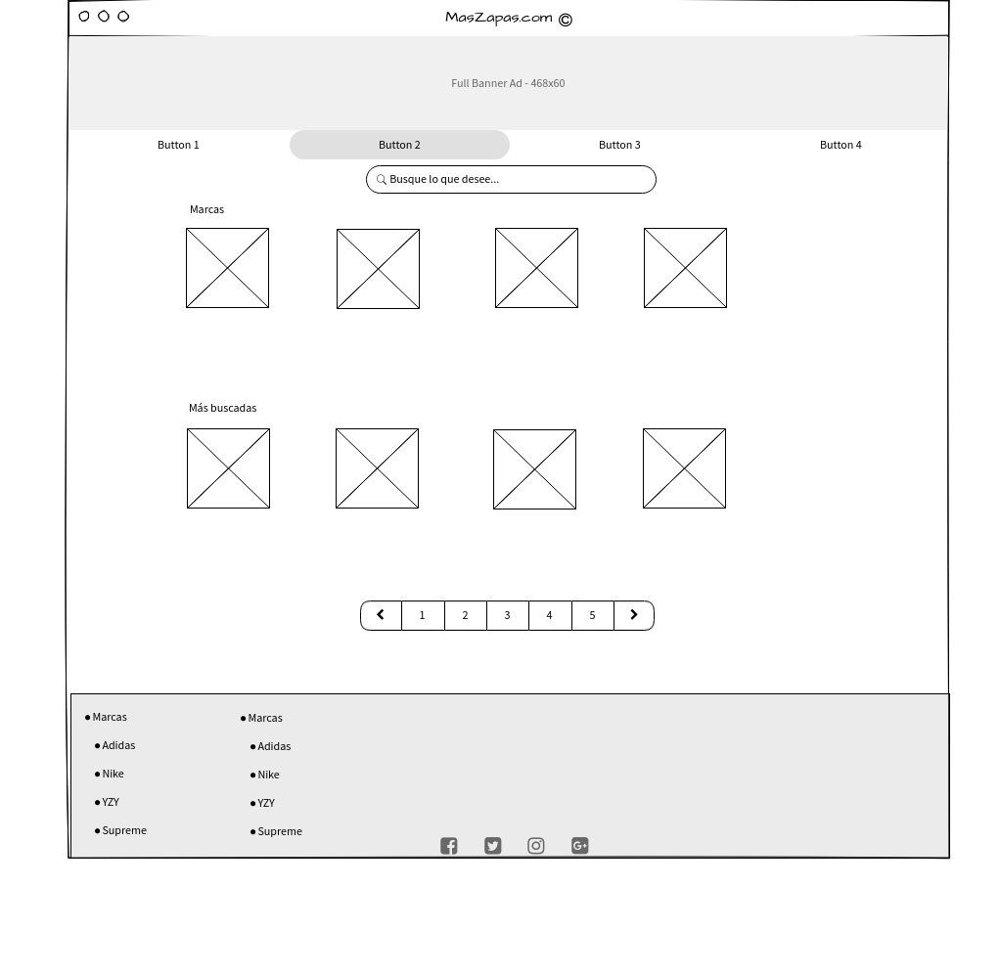 MasZapas.com ©
Full Banner Ad - 468x60
Button 1 Button 2 Button 3 Button 4
Busque lo que desee...
Marcas
Más buscadas
1 2 3 4 5
Marcas
Adidas
Nike
YZY
Supreme
Marcas
Adidas
Nike
YZY
Supreme